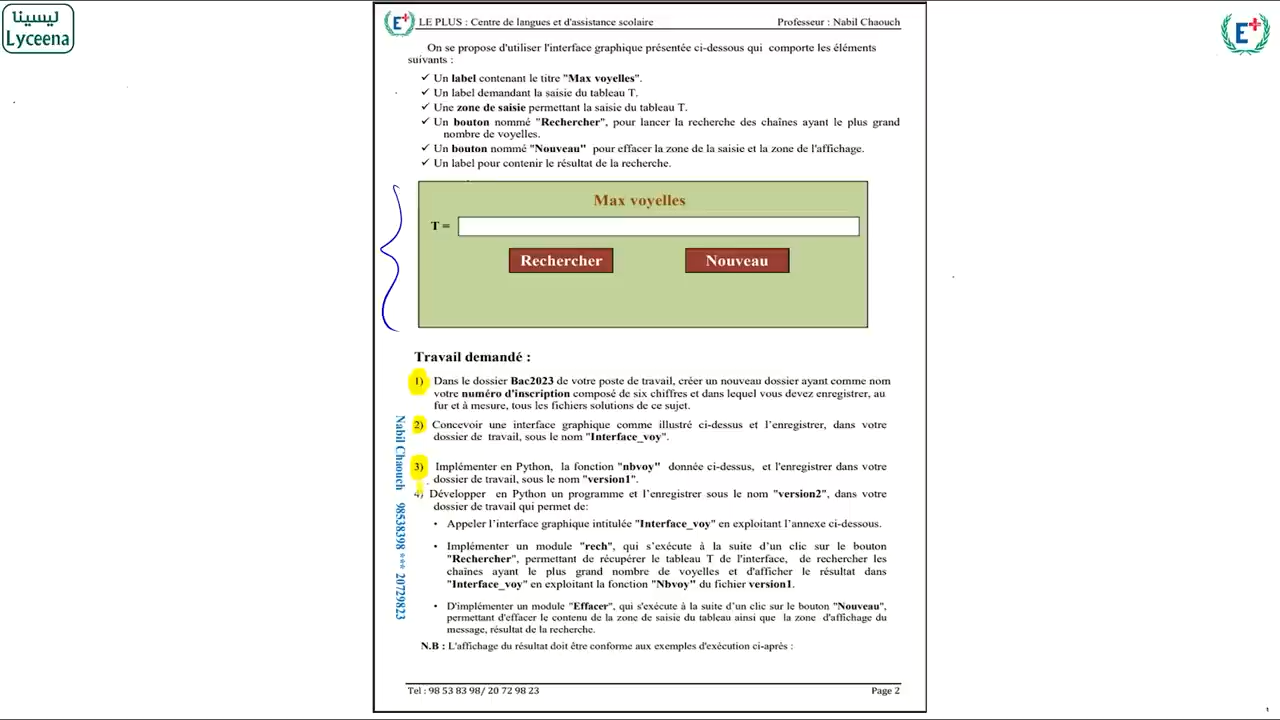 ليسينا
Lyceena
E+
E+ LE PLUS : Centre de langues et d'assistance scolaire Professeur : Nabil Chaouch
On se propose d'utiliser l'interface graphique présentée ci-dessous qui comporte les éléments
suivants :
✓ Un label contenant le titre "Max voyelles".
✓ Un label demandant la saisie du tableau T.
✓ Une zone de saisie permettant la saisie du tableau T.
✓ Un bouton nommé "Rechercher", pour lancer la recherche des chaînes ayant le plus grand
nombre de voyelles.
✓ Un bouton nommé "Nouveau" pour effacer la zone de la saisie et la zone de l'affichage.
✓ Un label pour contenir le résultat de la recherche.
Max voyelles
T =
Rechercher Nouveau
Travail demandé :
1) Dans le dossier Bac2023 de votre poste de travail, créer un nouveau dossier ayant comme nom
votre numéro d'inscription composé de six chiffres et dans lequel vous devez enregistrer, au
fur et à mesure, tous les fichiers solutions de ce sujet.
2) Concevoir une interface graphique comme illustré ci-dessus et l'enregistrer, dans votre
dossier de travail, sous le nom "Interface_voy".
3) Implémenter en Python, la fonction "nbvoy" donnée ci-dessus, et l'enregistrer dans votre
dossier de travail, sous le nom "version1".
4) Développer en Python un programme et l'enregistrer sous le nom "version2", dans votre
dossier de travail qui permet de:
• Appeler l'interface graphique intitulée "Interface_voy" en exploitant l'annexe ci-dessous.
• Implémenter un module "rech", qui s'exécute à la suite d'un clic sur le bouton
"Rechercher", permettant de récupérer le tableau T de l'interface, de rechercher les
chaînes ayant le plus grand nombre de voyelles et d'afficher le résultat dans
"Interface_voy" en exploitant la fonction "Nbvoy" du fichier version1.
• D'implémenter un module "Effacer", qui s'exécute à la suite d'un clic sur le bouton "Nouveau",
permettant d'effacer le contenu de la zone de saisie du tableau ainsi que la zone d'affichage du
message, résultat de la recherche.
N.B : L'affichage du résultat doit être conforme aux exemples d'exécution ci-après :
Nabil Chaouch 98538398 *** 20729823
Tel : 98 53 83 98/ 20 72 98 23 Page 2